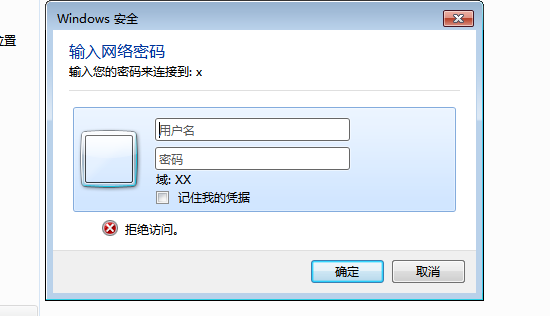 Windows 安全
位置
输入网络密码
输入您的密码来连接到: x
用户名
密码
域: XX
记住我的凭据
拒绝访问。
确定
取消